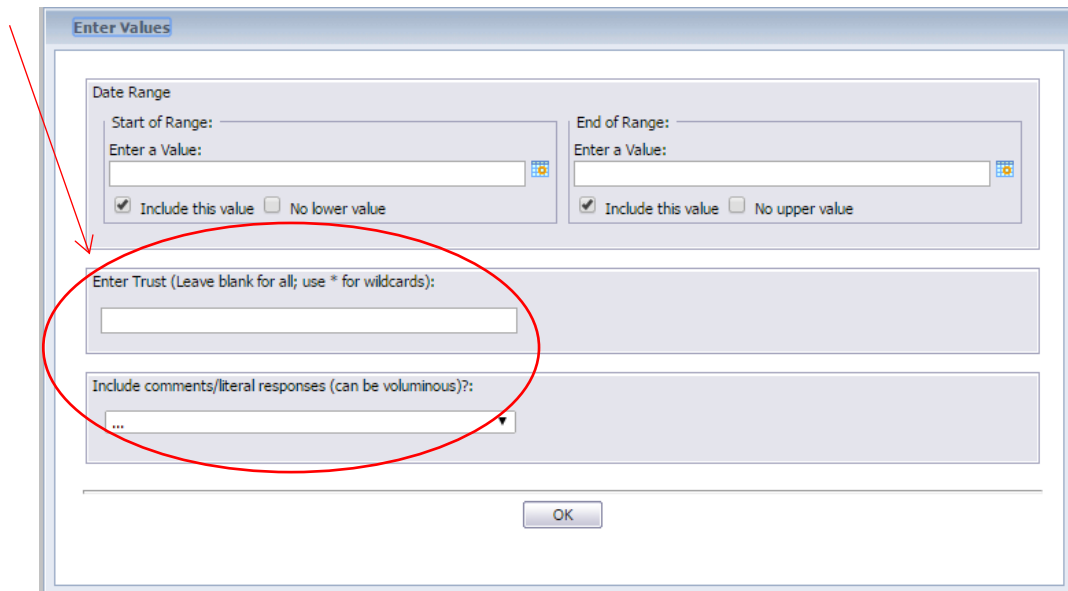 Enter Values
Date Range
Start of Range:
End of Range:
Enter a Value:
Enter a Value:
Include this value No lower value
Include this value No upper value
Enter Trust (Leave blank for all; use * for wildcards):
Include comments/literal responses (can be voluminous)?:
...
OK